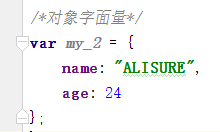 /*对象字面量*/
var my_2 = {
name: "ALISURE",
age: 24
};